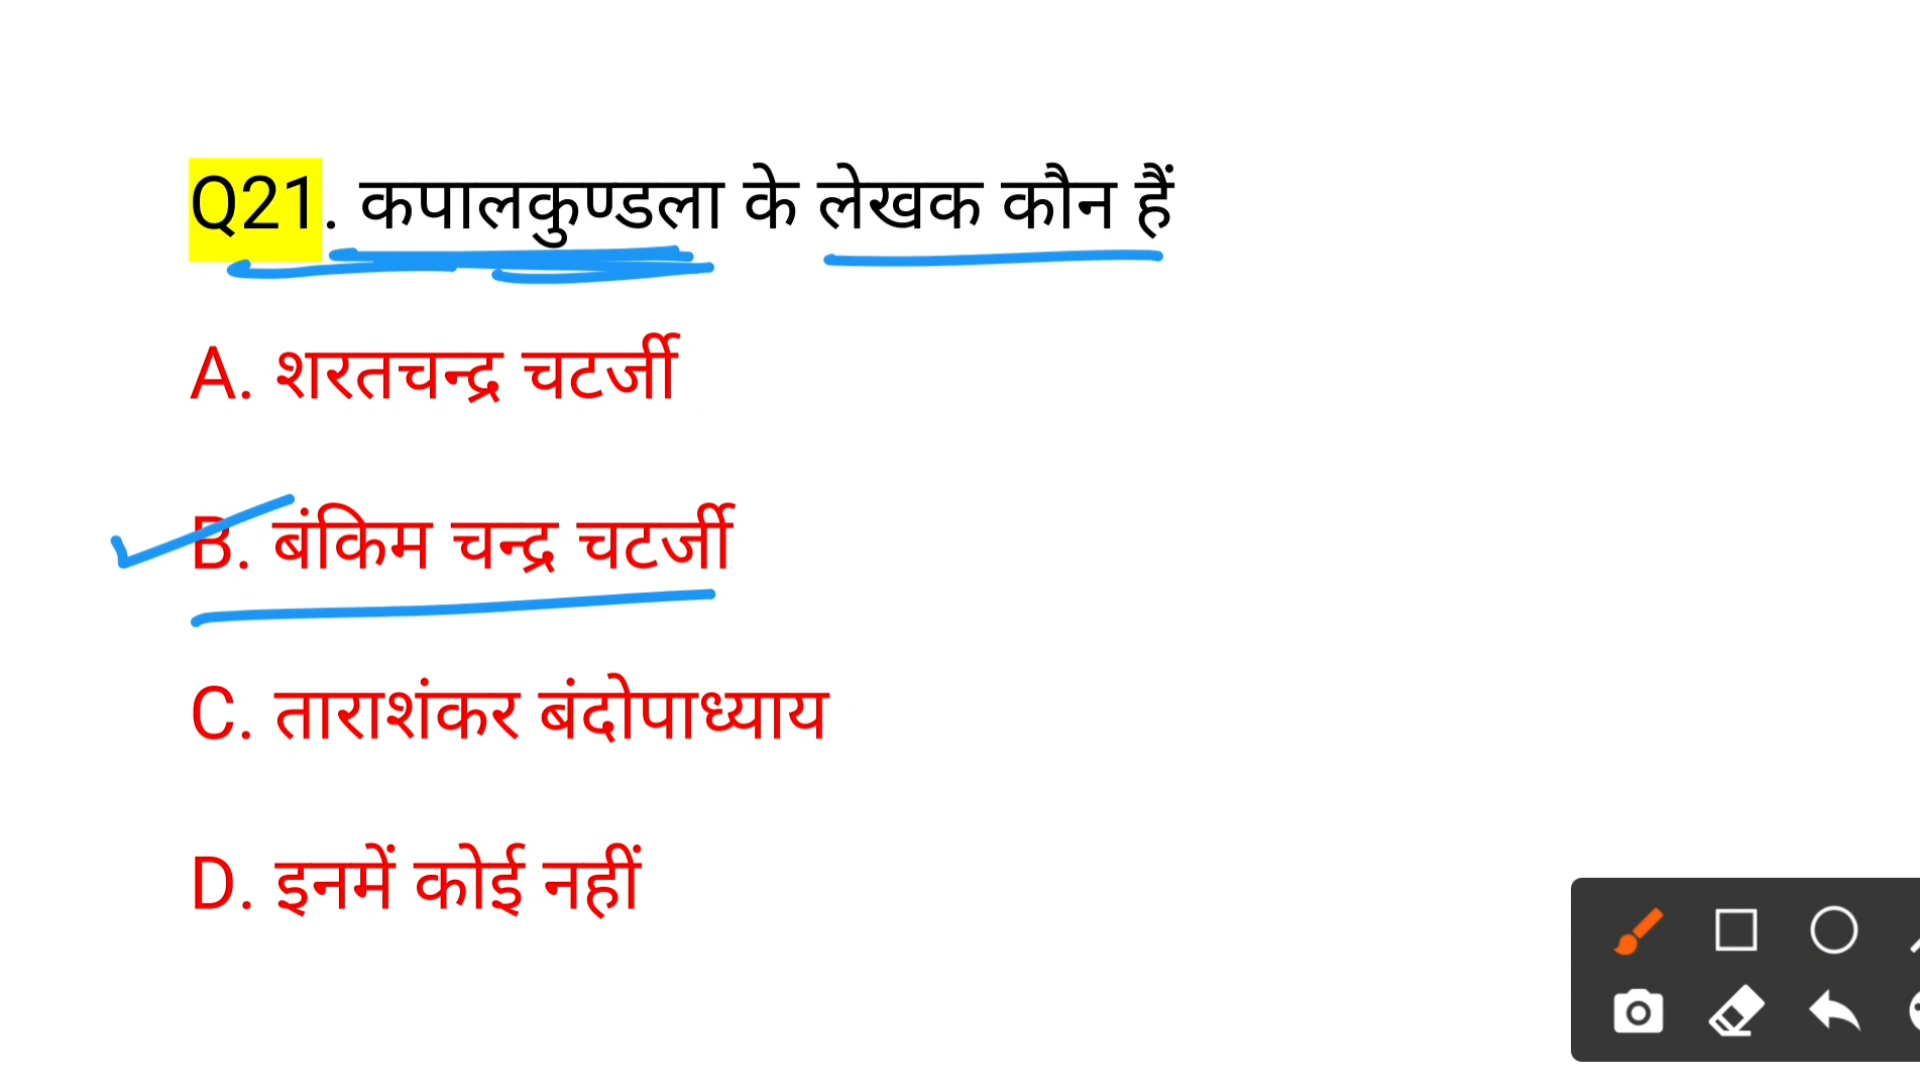 Q21. कपालकुण्डला के लेखक कौन हैं
A. शरतचन्द्र चटर्जी
B. बंकिम चन्द्र चटर्जी
C. ताराशंकर बंदोपाध्याय
D. इनमें कोई नहीं